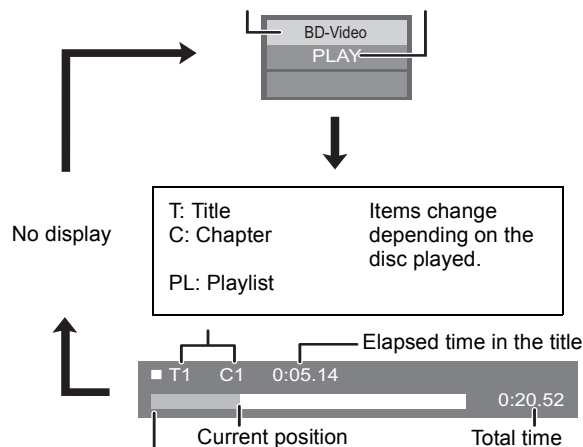 BD-Video
PLAY
No display
T: Title
C: Chapter
PL: Playlist
Items change
depending on the
disc played.
Elapsed time in the title
T1 C1 0:05.14
0:20.52
Current position
Total time